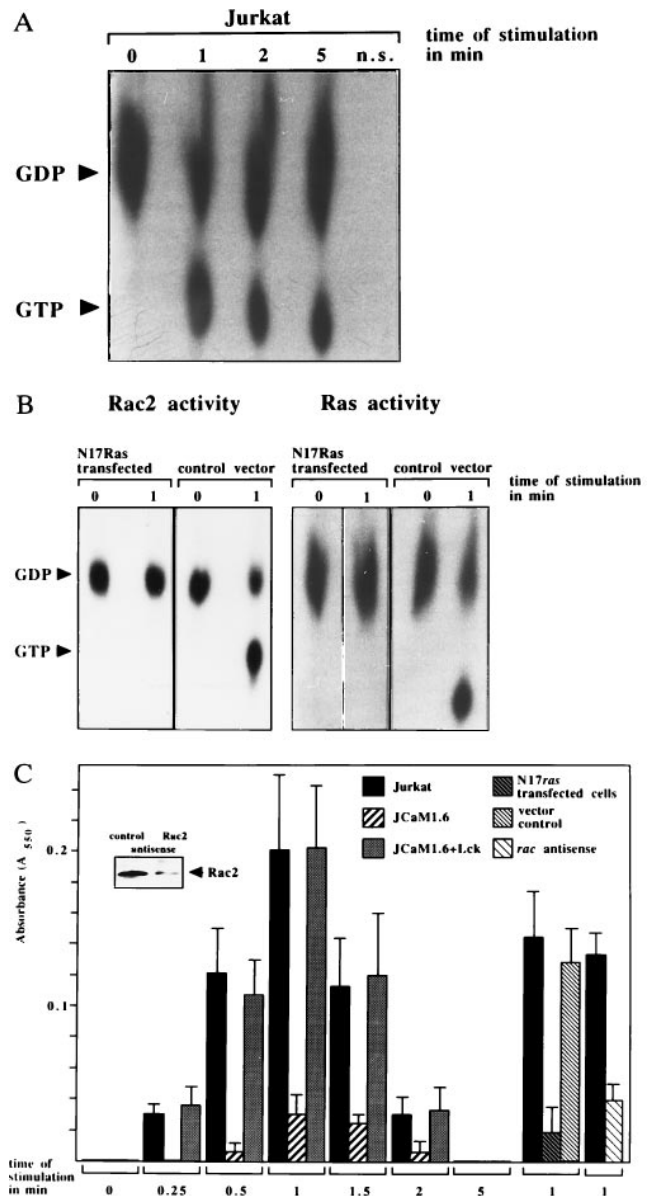 A
Jurkat
0 1 2 5 n.s.
time of stimulation
in min
GDP
GTP
B
Rac2 activity Ras activity
N17Ras
transfected control vector
N17Ras
transfected control vector
0 1 0 1
0 1 0 1
time of stimulation
in min
GDP
GTP
C
Absorbance (A 550)
0.2
0.1
control Rac2
antisense
Rac2
Jurkat
JCaM1.6
JCaM1.6+Lck
N17ras
transfected cells
vector
control
rac antisense
time of
stimulation
in min
0 0.25 0.5 1 1.5 2 5 1 1